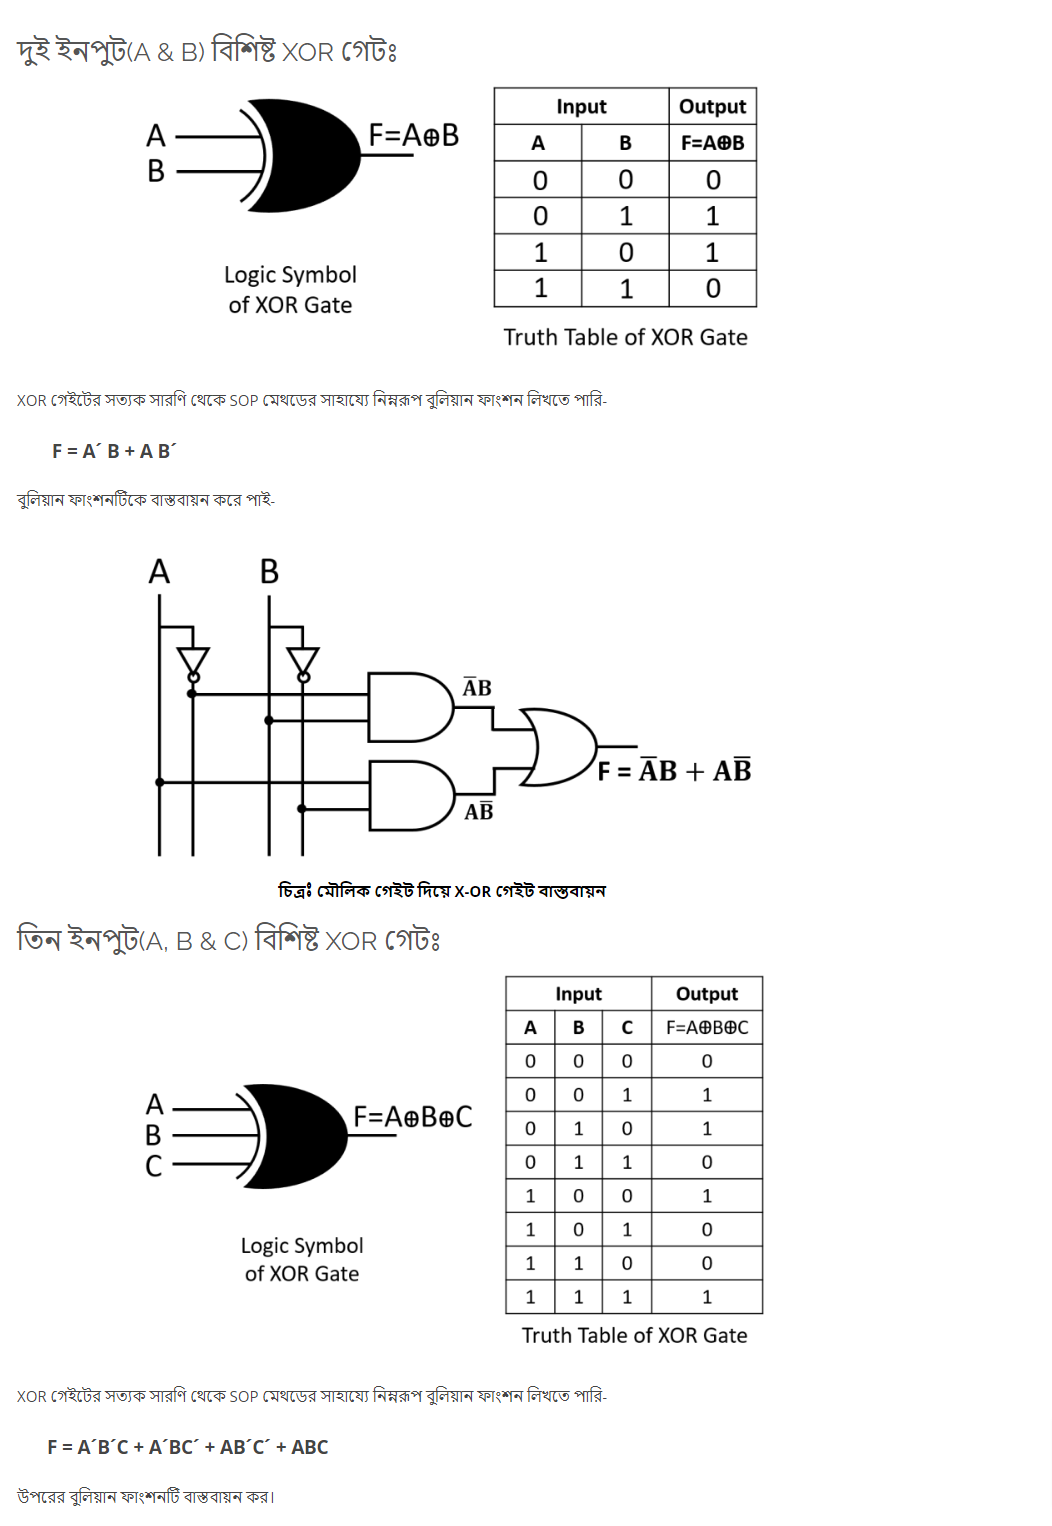 দুই ইনপুট(A & B) বিশিষ্ট XOR গেটঃ
A
B
F=A⊕B
Logic Symbol
of XOR Gate
Input Output
A B F=A⊕B
0 0 0
0 1 1
1 0 1
1 1 0
Truth Table of XOR Gate
XOR গেইটের সত্যক সারণি থেকে SOP মেথডের সাহায্যে নিম্নরূপ বুলিয়ান ফাংশন লিখতে পারি-
F = A´ B + A B´
বুলিয়ান ফাংশনটিকে বাস্তবায়ন করে পাই-
A B
A̅B
F = A̅B + AB̅
AB̅
চিত্রঃ মৌলিক গেইট দিয়ে X-OR গেইট বাস্তবায়ন
তিন ইনপুট(A, B & C) বিশিষ্ট XOR গেটঃ
A
B
C
F=A⊕B⊕C
Logic Symbol
of XOR Gate
Input Output
A B C F=A⊕B⊕C
0 0 0 0
0 0 1 1
0 1 0 1
0 1 1 0
1 0 0 1
1 0 1 0
1 1 0 0
1 1 1 1
Truth Table of XOR Gate
XOR গেইটের সত্যক সারণি থেকে SOP মেথডের সাহায্যে নিম্নরূপ বুলিয়ান ফাংশন লিখতে পারি-
F = A´B´C + A´BC´ + AB´C´ + ABC
উপরের বুলিয়ান ফাংশনটি বাস্তবায়ন কর।